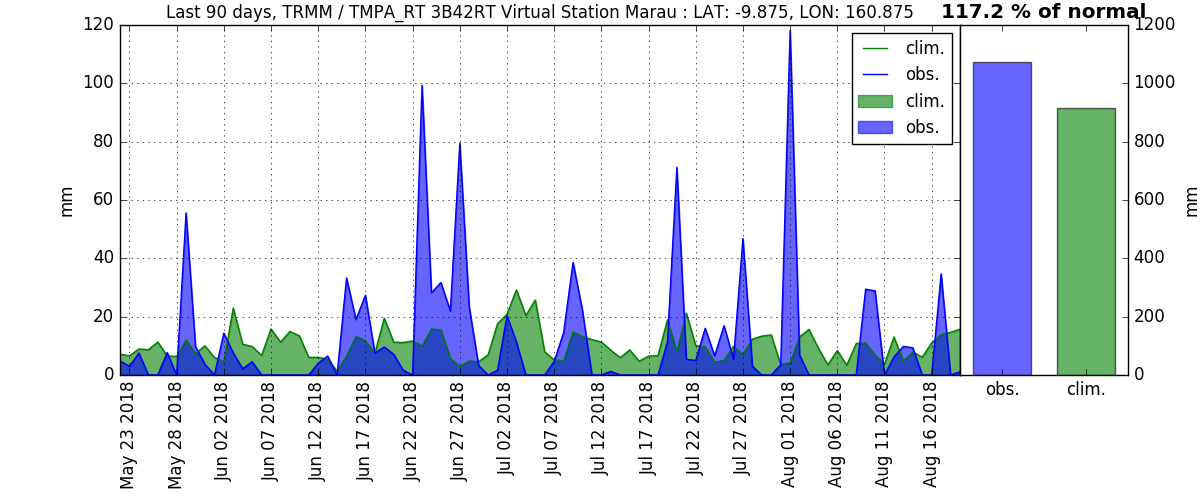 Last 90 days, TRMM / TMPA_RT 3B42RT Virtual Station Marau : LAT: -9.875, LON: 160.875
117.2 % of normal
mm
120
100
80
60
40
20
0
clim.
obs.
clim.
obs.
1200
1000
800
600
400
200
0
mm
obs.
clim.
May 23 2018
May 28 2018
Jun 02 2018
Jun 07 2018
Jun 12 2018
Jun 17 2018
Jun 22 2018
Jun 27 2018
Jul 02 2018
Jul 07 2018
Jul 12 2018
Jul 17 2018
Jul 22 2018
Jul 27 2018
Aug 01 2018
Aug 06 2018
Aug 11 2018
Aug 16 2018